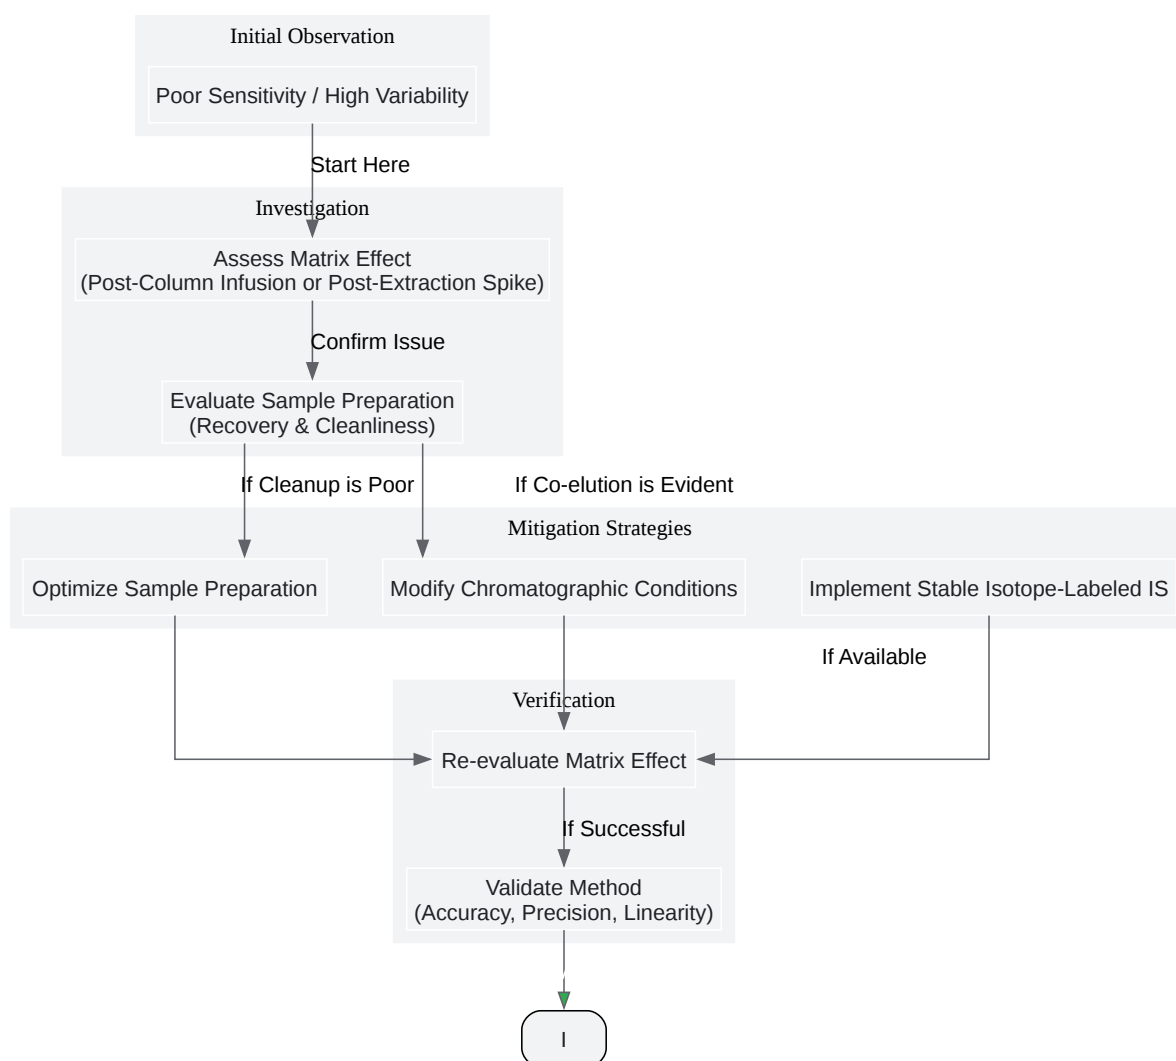 Initial Observation
Poor Sensitivity / High Variability
Start Here
Investigation
Assess Matrix Effect
(Post-Column Infusion or Post-Extraction Spike)
Confirm Issue
Evaluate Sample Preparation
(Recovery & Cleanliness)
If Cleanup is Poor
If Co-elution is Evident
Mitigation Strategies
Optimize Sample Preparation
Modify Chromatographic Conditions
Implement Stable Isotope-Labeled IS
If Available
Verification
Re-evaluate Matrix Effect
If Successful
Validate Method
(Accuracy, Precision, Linearity)
I